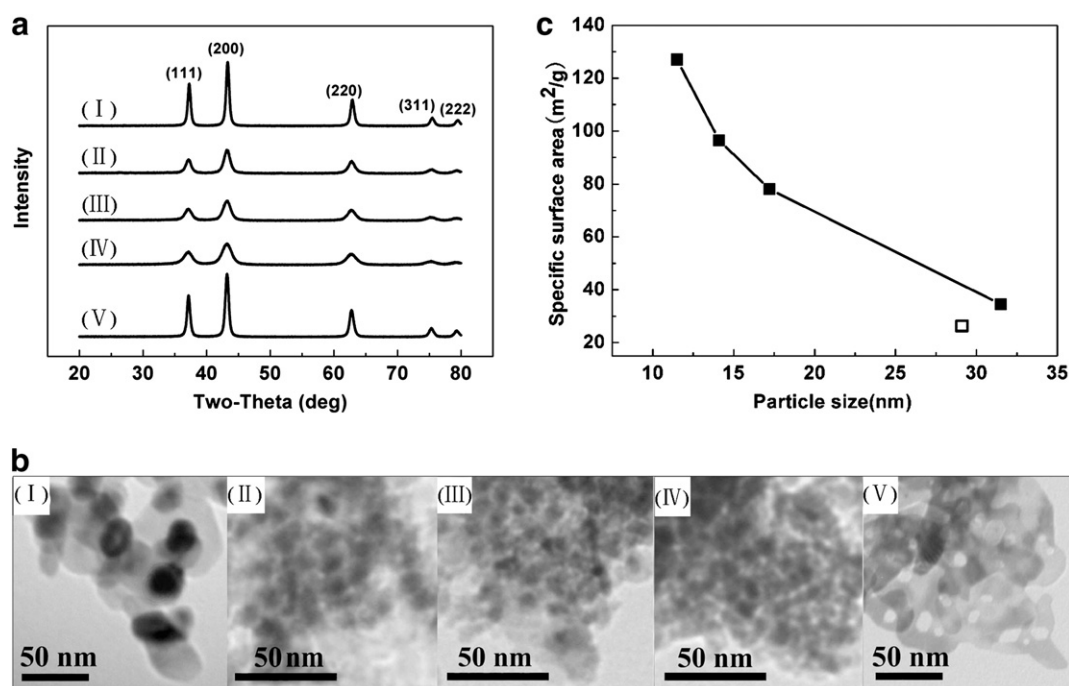 a
(111)
(200)
(220)
(311)
(222)
(Ⅰ)
(Ⅱ)
(Ⅲ)
(Ⅳ)
(Ⅴ)
Intensity
20 30 40 50 60 70 80
Two-Theta (deg)
c
140
120
100
80
60
40
20
Specific surface area (m²/g)
10 15 20 25 30 35
Particle size(nm)
b
(Ⅰ)
50 nm
(Ⅱ)
50 nm
(Ⅲ)
50 nm
(Ⅳ)
50 nm
(Ⅴ)
50 nm